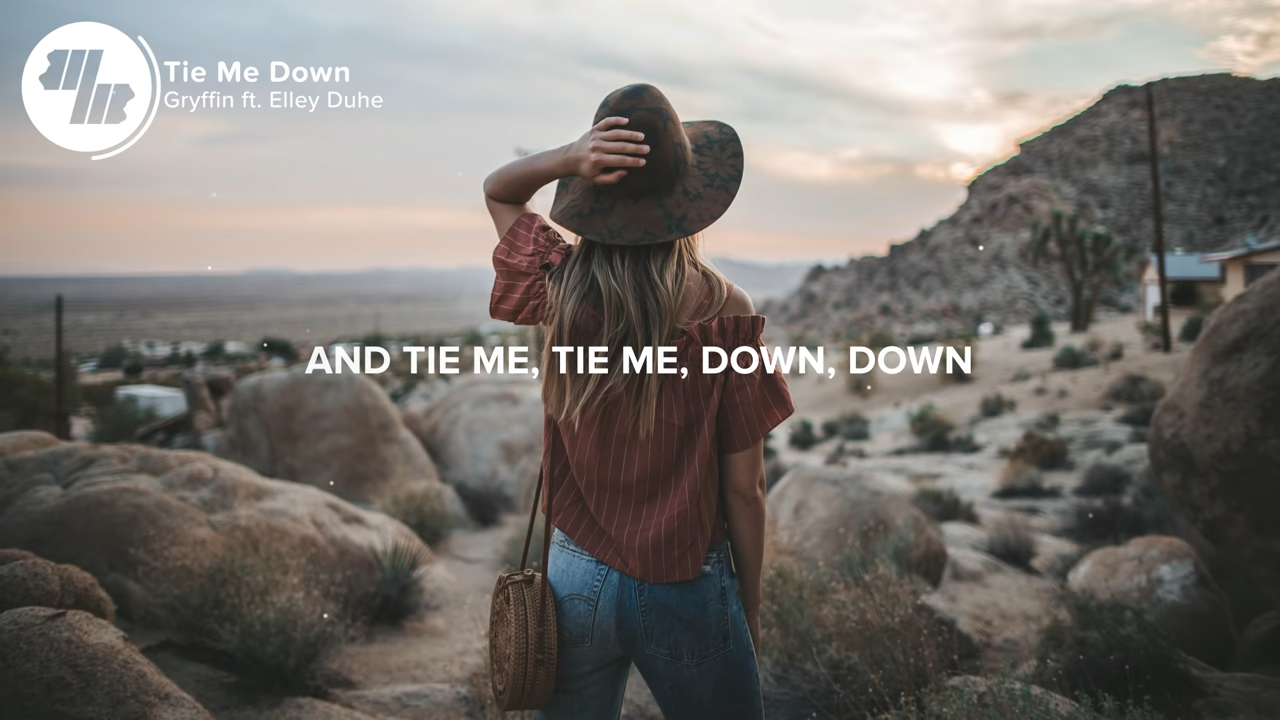 Tie Me Down
Gryffin ft. Elley Duhe
AND TIE ME, TIE ME, DOWN, DOWN